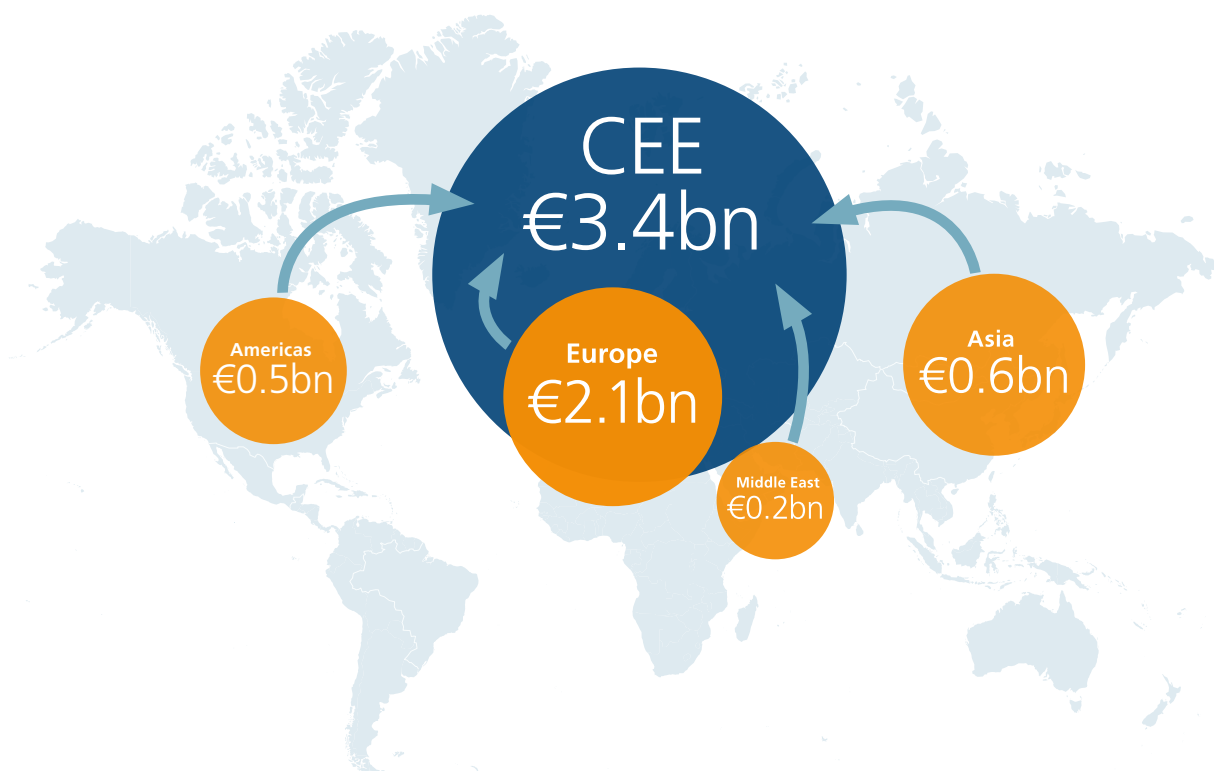 CEE
€3.4bn
Americas
€0.5bn
Europe
€2.1bn
Asia
€0.6bn
Middle East
€0.2bn